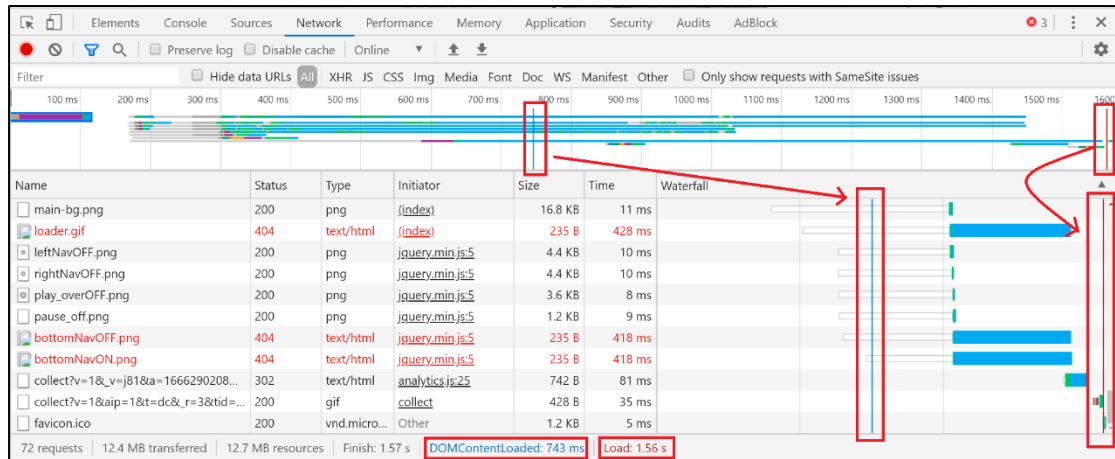 Elements Console Sources Network Performance Memory Application Security Audits AdBlock 3
Preserve log Disable cache Online
Filter Hide data URLs All XHR JS CSS Img Media Font Doc WS Manifest Other Only show requests with SameSite issues
100 ms 200 ms 300 ms 400 ms 500 ms 600 ms 700 ms 800 ms 900 ms 1000 ms 1100 ms 1200 ms 1300 ms 1400 ms 1500 ms 1600
Name Status Type Initiator Size Time Waterfall
main-bg.png 200 png (index) 16.8 KB 11 ms
loader.gif 404 text/html (index) 235 B 428 ms
leftNavOFF.png 200 png jquery.min.js:5 4.4 KB 10 ms
rightNavOFF.png 200 png jquery.min.js:5 4.4 KB 10 ms
play_overOFF.png 200 png jquery.min.js:5 3.6 KB 8 ms
pause_off.png 200 png jquery.min.js:5 1.2 KB 9 ms
bottomNavOFF.png 404 text/html jquery.min.js:5 235 B 418 ms
bottomNavON.png 404 text/html jquery.min.js:5 235 B 418 ms
collect?v=1&_v=j81&a=1666290208... 302 text/html analytics.js:25 742 B 81 ms
collect?v=1&aip=1&t=dc&_r=3&tid=... 200 gif collect 428 B 35 ms
favicon.ico 200 vnd.micro... Other 1.2 KB 5 ms
72 requests 12.4 MB transferred 12.7 MB resources Finish: 1.57 s DOMContentLoaded: 743 ms Load: 1.56 s